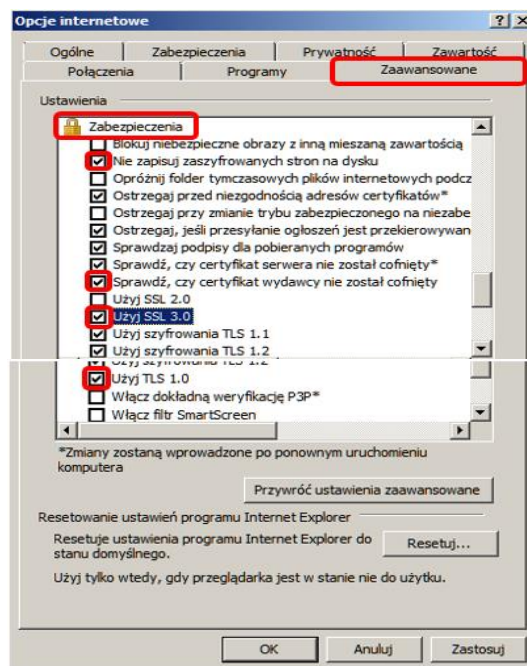 Opcje internetowe
Ogólne Zabezpieczenia Prywatność Zawartość
Połączenia Programy Zaawansowane
Ustawienia
Zabezpieczenia
Blokuj niebezpieczne obrazy z inną mieszaną zawartością
Nie zapisuj zaszyfrowanych stron na dysku
Opróżnij folder tymczasowych plików internetowych podcz
Ostrzegaj przed niezgodnością adresów certyfikatów*
Ostrzegaj przy zmianie trybu zabezpieczonego na niezabe
Ostrzegaj, jeśli przesyłanie ogłoszeń jest przekierowywan
Sprawdzaj podpisy dla pobieranych programów
Sprawdź, czy certyfikat serwera nie został cofnięty*
Sprawdź, czy certyfikat wydawcy nie został cofnięty
Użyj SSL 2.0
Użyj SSL 3.0
Użyj szyfrowania TLS 1.1
Użyj szyfrowania TLS 1.2
Użyj szyfrowania TLS 1.2
Użyj TLS 1.0
Włącz dokładną weryfikację P3P*
Włącz filtr SmartScreen
*Zmiany zostaną wprowadzone po ponownym uruchomieniu
komputera
Przywróć ustawienia zaawansowane
Resetowanie ustawień programu Internet Explorer
Resetuje ustawienia programu Internet Explorer do
stanu domyślnego.
Resetuj...
Użyj tylko wtedy, gdy przeglądarka jest w stanie nie do użytku.
OK Anuluj Zastosuj